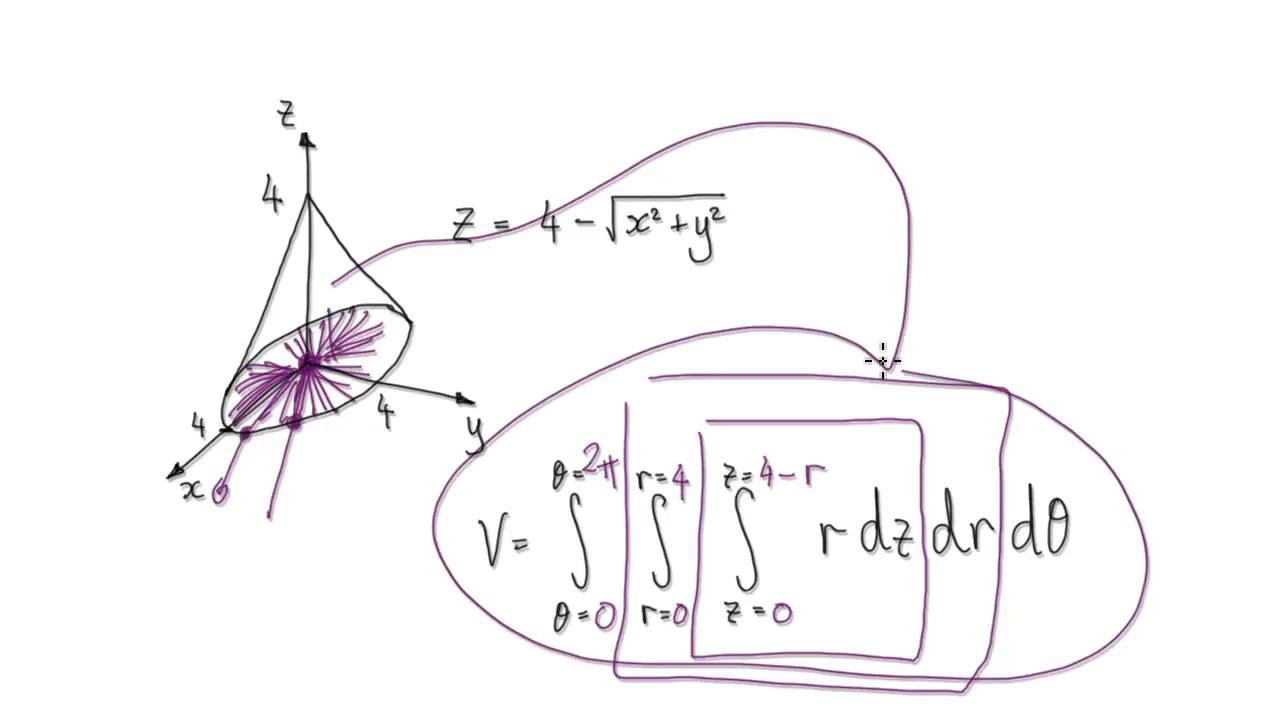 z
4
z = 4 - √(x² + y²)
4
4
y
x
θ=2π r=4 z=4-r
V= ∫ ∫ ∫ r dz dr dθ
θ=0 r=0 z=0